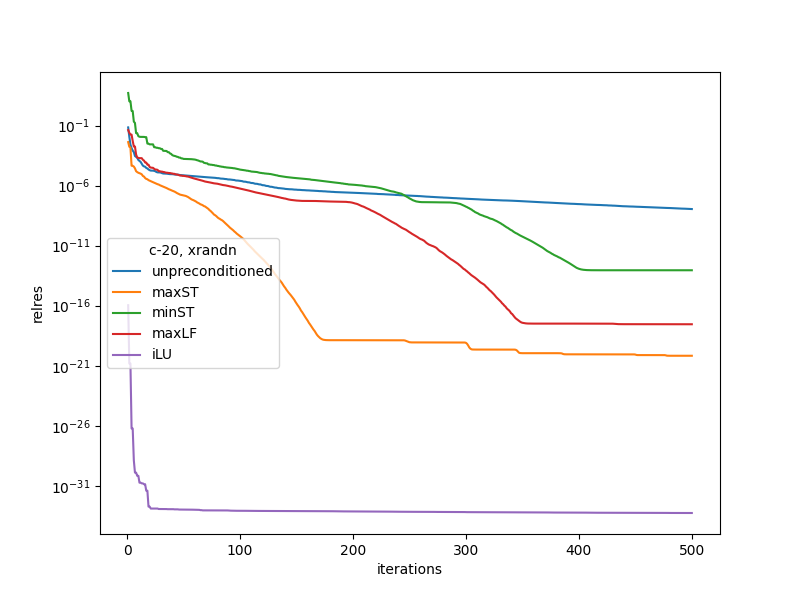 10^-1
10^-6
10^-11
10^-16
10^-21
10^-26
10^-31
relres
c-20, xrandn
unpreconditioned
maxST
minST
maxLF
iLU
0 100 200 300 400 500
iterations